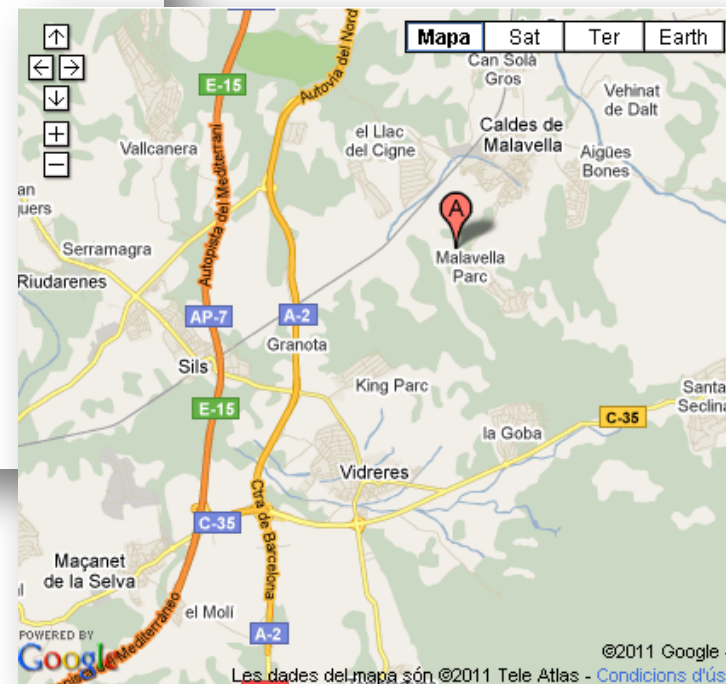 Mapa Sat Ter Earth
Can Solà
Gros
Autovía del Nord
E-15
Vehinat
de Dalt
el Llac
del Cigne
Caldes de
Malavella
Vallcanera
Aigües
Bones
Autopista del Mediterrani
A
Serramagra
Malavella
Parc
Riudarenes
AP-7
A-2
Granota
Sils
King Parc
Santa
Seclina
E-15
C-35
la Goba
Vidreres
Ctra de Barcelona
C-35
Maçanet
de la Selva
el Molí
A-2
POWERED BY
Google
©2011 Google -
Les dades del mapa són ©2011 Tele Atlas - Condicions d'ús